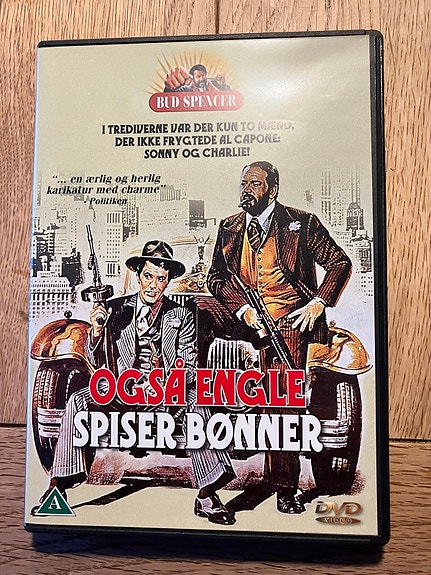 BUD SPENCER
I TREDIVERNE VAR DER KUN TO MÆND,
DER IKKE FRYGTEDE AL CAPONE:
SONNY OG CHARLIE!
"... en ærlig og herlig
karikatur med charme"
- Politiken
OGSÅ ENGLE
SPISER BØNNER
A
DVD
VIDEO